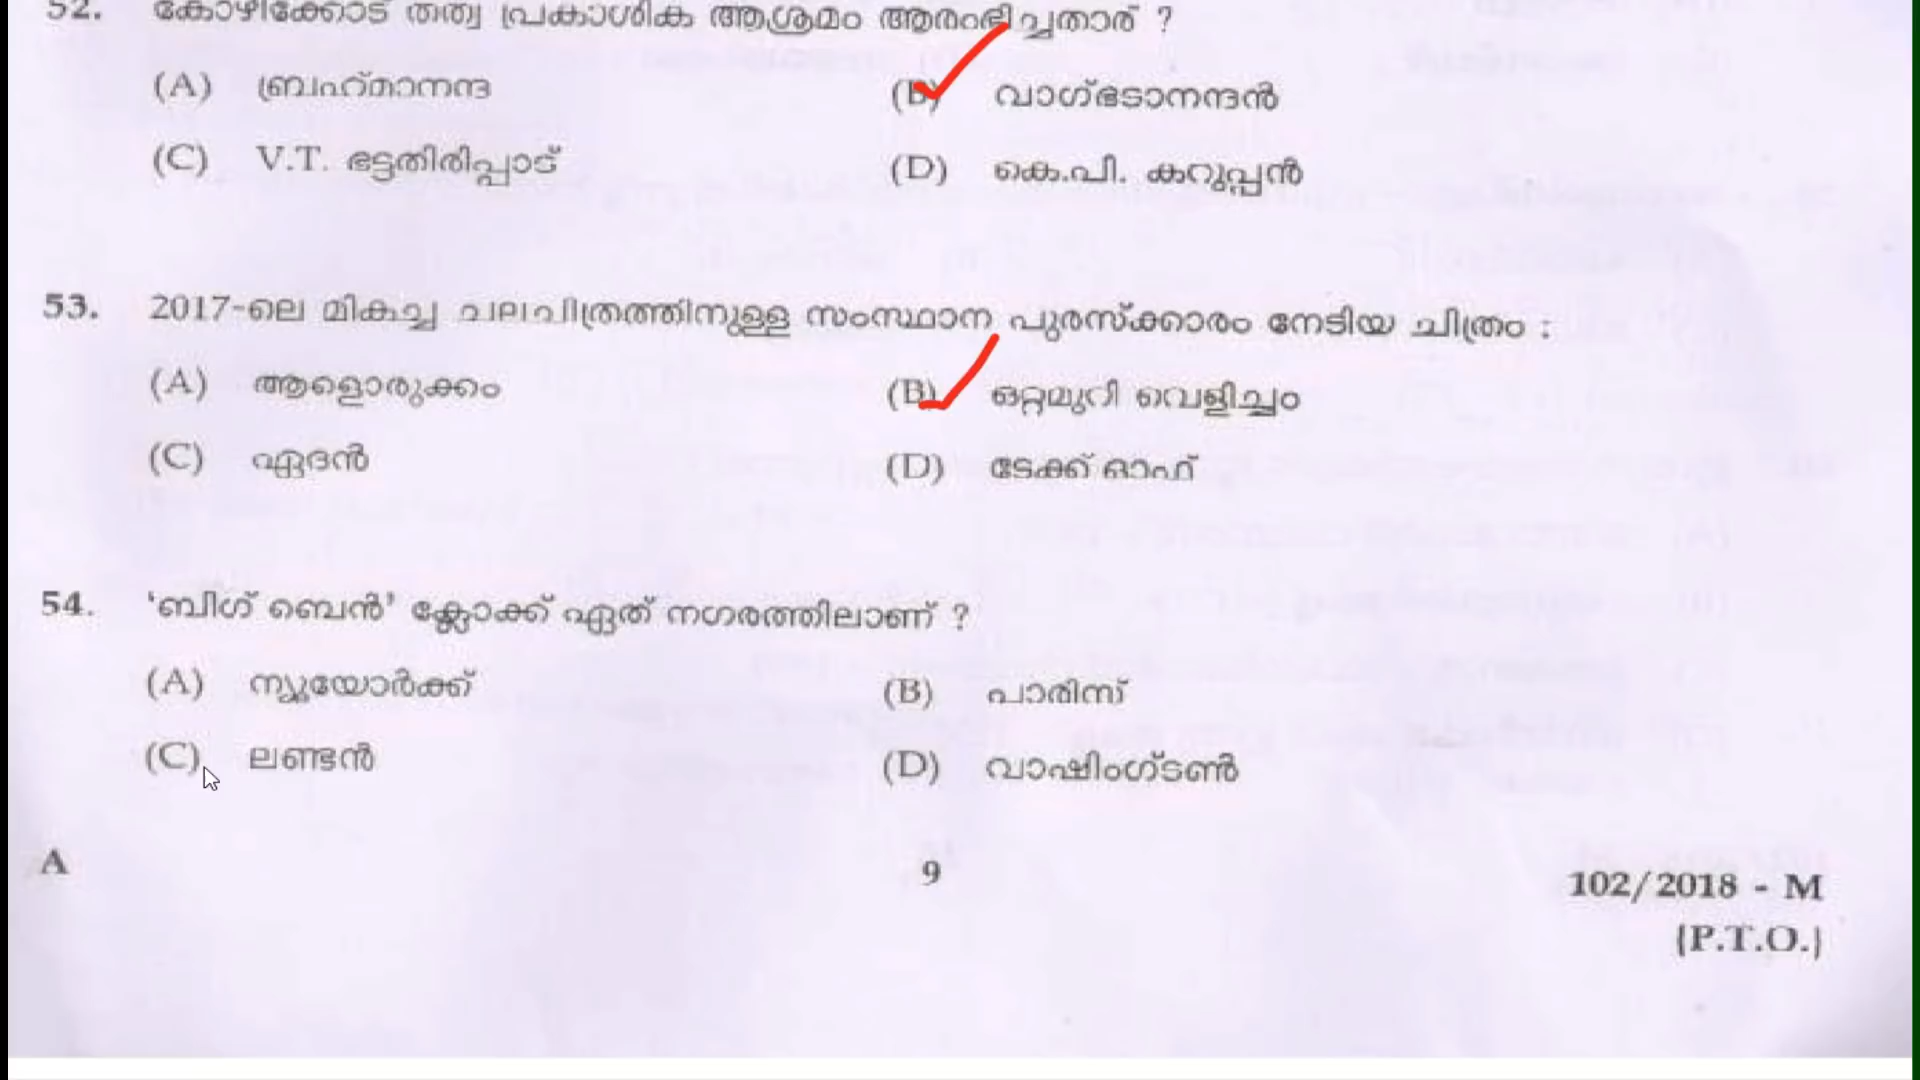 52. കോഴിക്കോട് തത്വ പ്രകാശിക ആശ്രമം ആരംഭിച്ചതാര് ?
(A) ബ്രഹ്മാനന്ദ (B) വാഗ്ഭടാനന്ദൻ
(C) V.T. ഭട്ടതിരിപ്പാട് (D) കെ.പി. കറുപ്പൻ
53. 2017-ലെ മികച്ച ചലചിത്രത്തിനുള്ള സംസ്ഥാന പുരസ്ക്കാരം നേടിയ ചിത്രം :
(A) ആളൊരുക്കം (B) ഒറ്റമുറി വെളിച്ചം
(C) ഏദൻ (D) ടേക്ക് ഓഫ്
54. 'ബിഗ് ബെൻ' ക്ലോക്ക് ഏത് നഗരത്തിലാണ് ?
(A) ന്യൂയോർക്ക് (B) പാരിസ്
(C) ലണ്ടൻ (D) വാഷിംഗ്ടൺ
A 9 102/2018 - M
{P.T.O.}